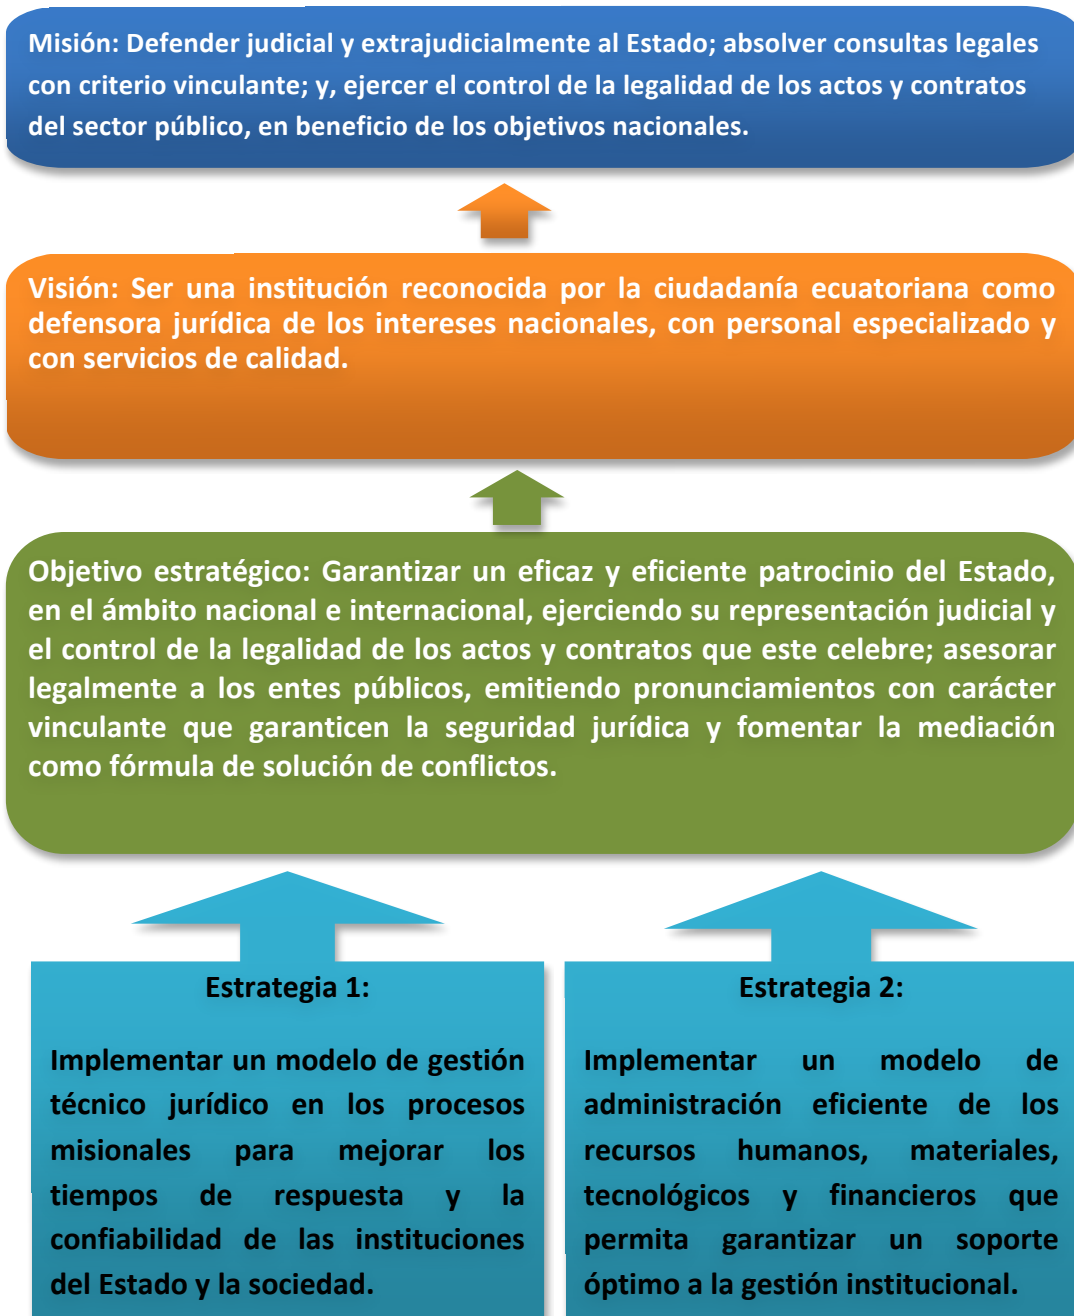 Misión: Defender judicial y extrajudicialmente al Estado; absolver consultas legales
con criterio vinculante; y, ejercer el control de la legalidad de los actos y contratos
del sector público, en beneficio de los objetivos nacionales.
Visión: Ser una institución reconocida por la ciudadanía ecuatoriana como
defensora jurídica de los intereses nacionales, con personal especializado y
con servicios de calidad.
Objetivo estratégico: Garantizar un eficaz y eficiente patrocinio del Estado,
en el ámbito nacional e internacional, ejerciendo su representación judicial y
el control de la legalidad de los actos y contratos que este celebre; asesorar
legalmente a los entes públicos, emitiendo pronunciamientos con carácter
vinculante que garanticen la seguridad jurídica y fomentar la mediación
como fórmula de solución de conflictos.
Estrategia 1:
Implementar un modelo de gestión
técnico jurídico en los procesos
misionales para mejorar los
tiempos de respuesta y la
confiabilidad de las instituciones
del Estado y la sociedad.
Estrategia 2:
Implementar un modelo de
administración eficiente de los
recursos humanos, materiales,
tecnológicos y financieros que
permita garantizar un soporte
óptimo a la gestión institucional.